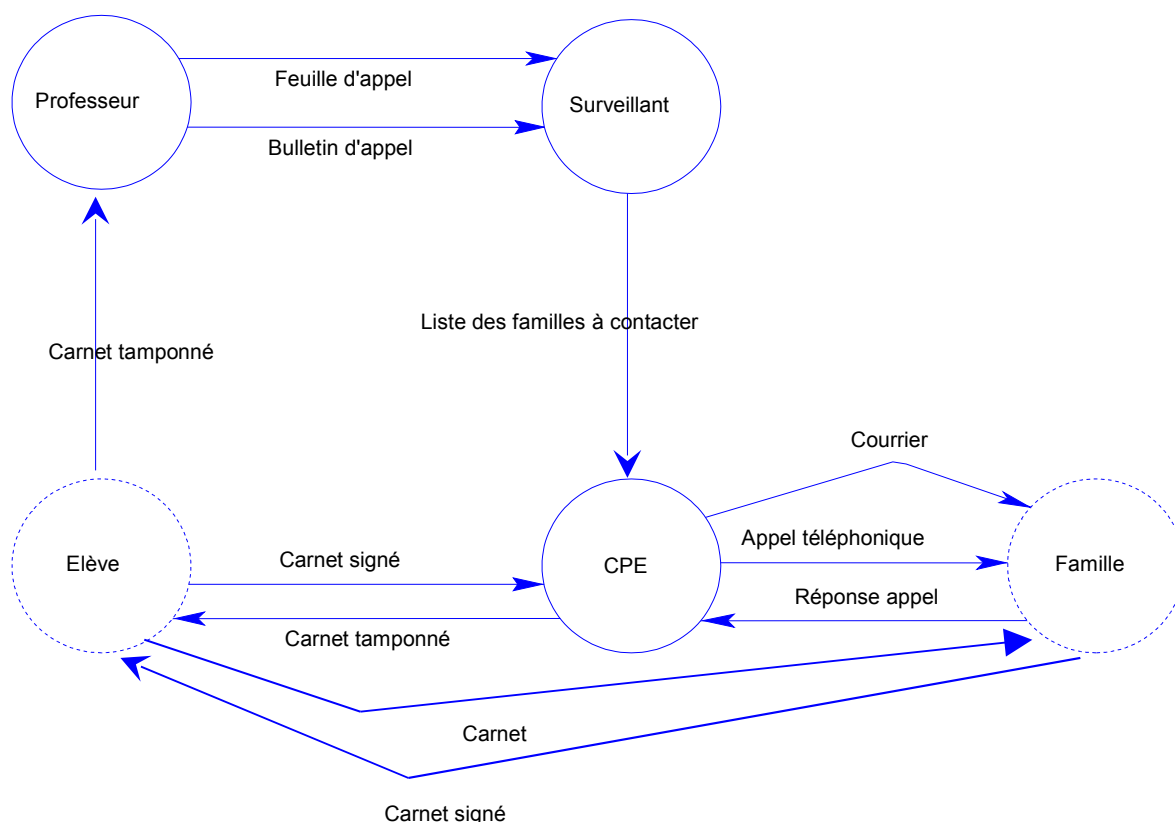 Professeur
Feuille d'appel
Surveillant
Bulletin d'appel
Liste des familles à contacter
Carnet tamponné
Courrier
Appel téléphonique
Elève
Carnet signé
CPE
Famille
Réponse appel
Carnet tamponné
Carnet
Carnet signé